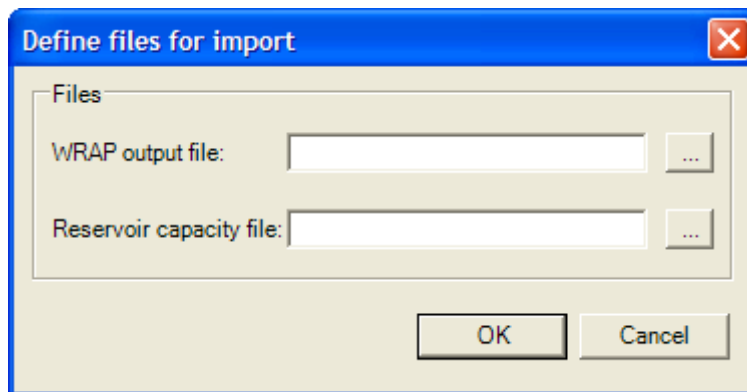 Define files for import
Files
WRAP output file:
...
Reservoir capacity file:
...
OK
Cancel